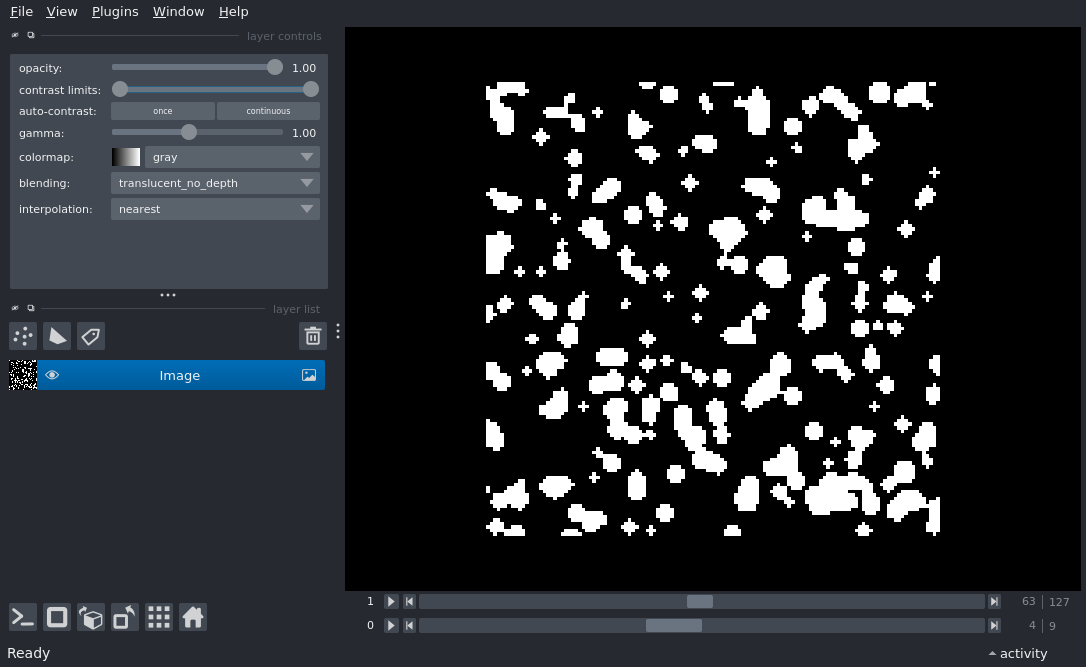 File View Plugins Window Help
layer controls
opacity: 1.00
contrast limits:
auto-contrast: once continuous
gamma: 1.00
colormap: gray
blending: translucent_no_depth
interpolation: nearest
layer list
Image
1 63 127
0 4 9
Ready activity